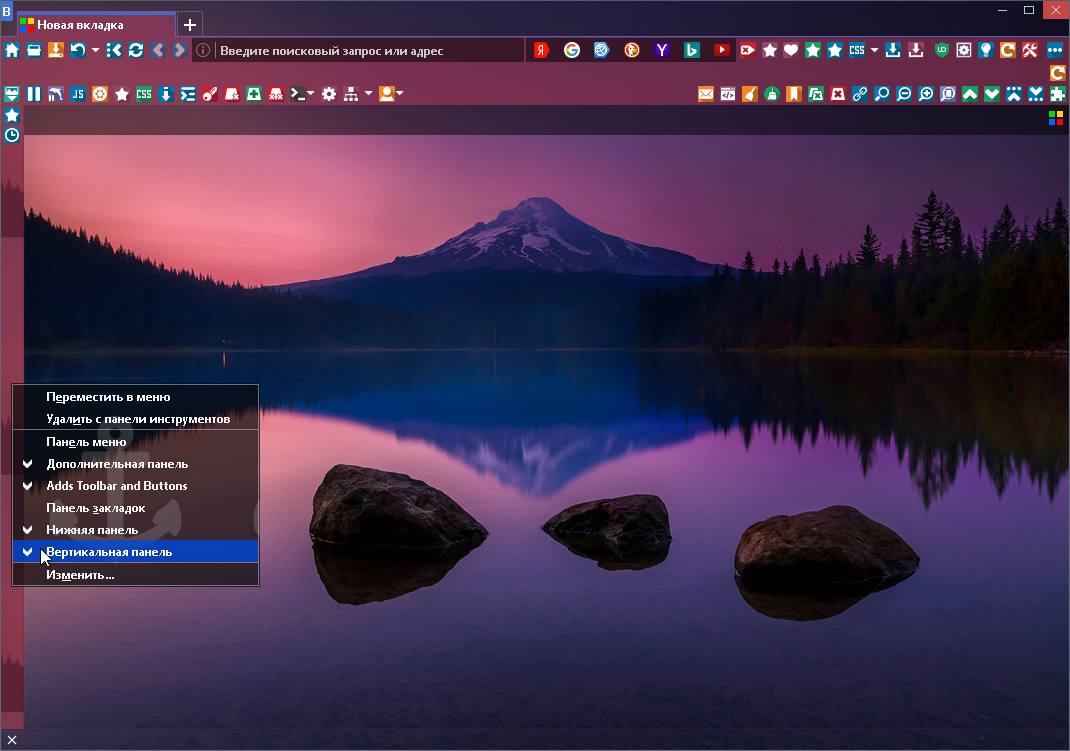 B
Новая вкладка
Введите поисковый запрос или адрес
Я G Y b CSS UO
JS CSS
Переместить в меню
Удалить с панели инструментов
Панель меню
Дополнительная панель
Adds Toolbar and Buttons
Панель закладок
Нижняя панель
Вертикальная панель
Изменить...